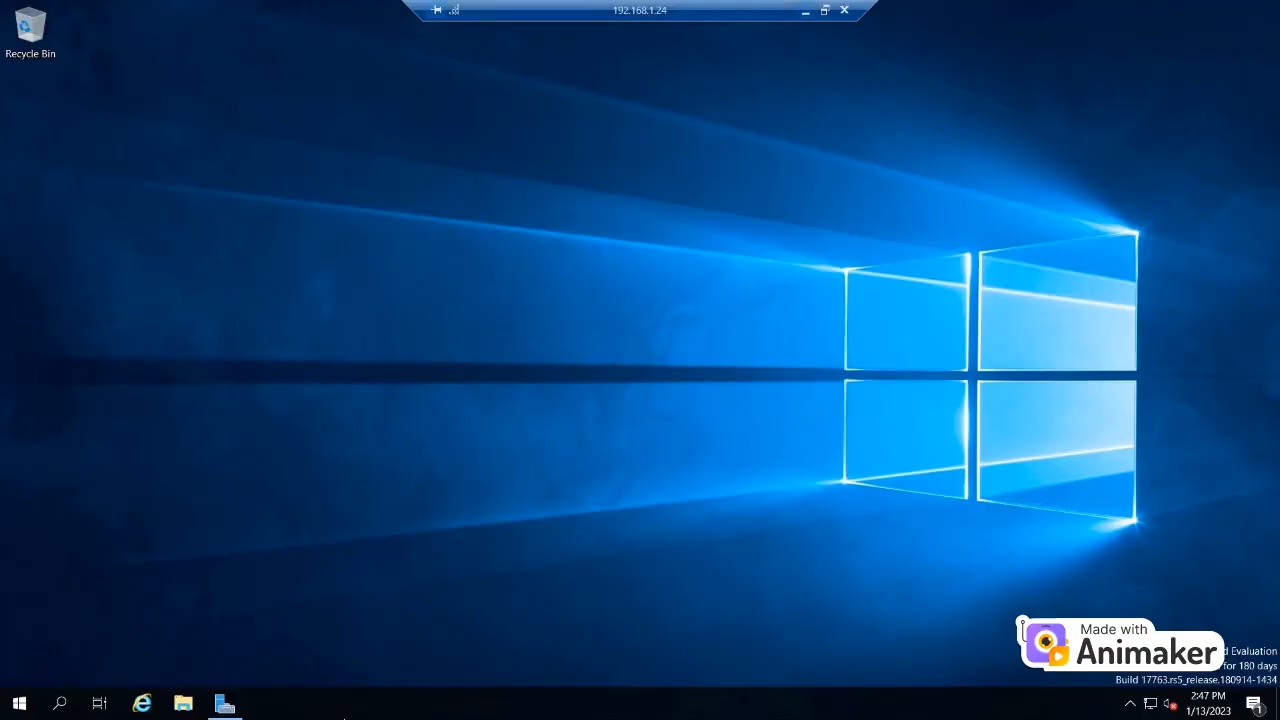 192.168.1.24
Recycle Bin
Made with
Animaker
d Evaluation
for 180 days
Build 17763.rs5_release.180914-1434
2:47 PM
1/13/2023
1